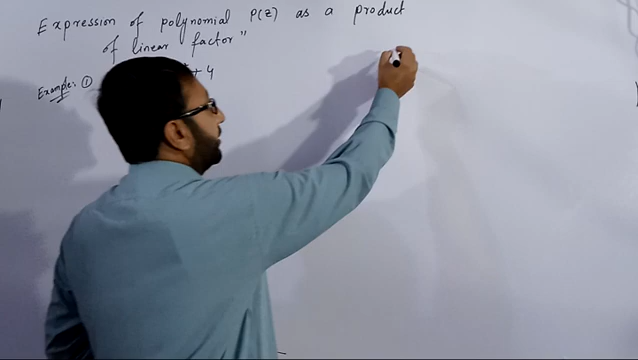 Expression of polynomial P(z) as a product
of linear factor"
Example: ① + 4